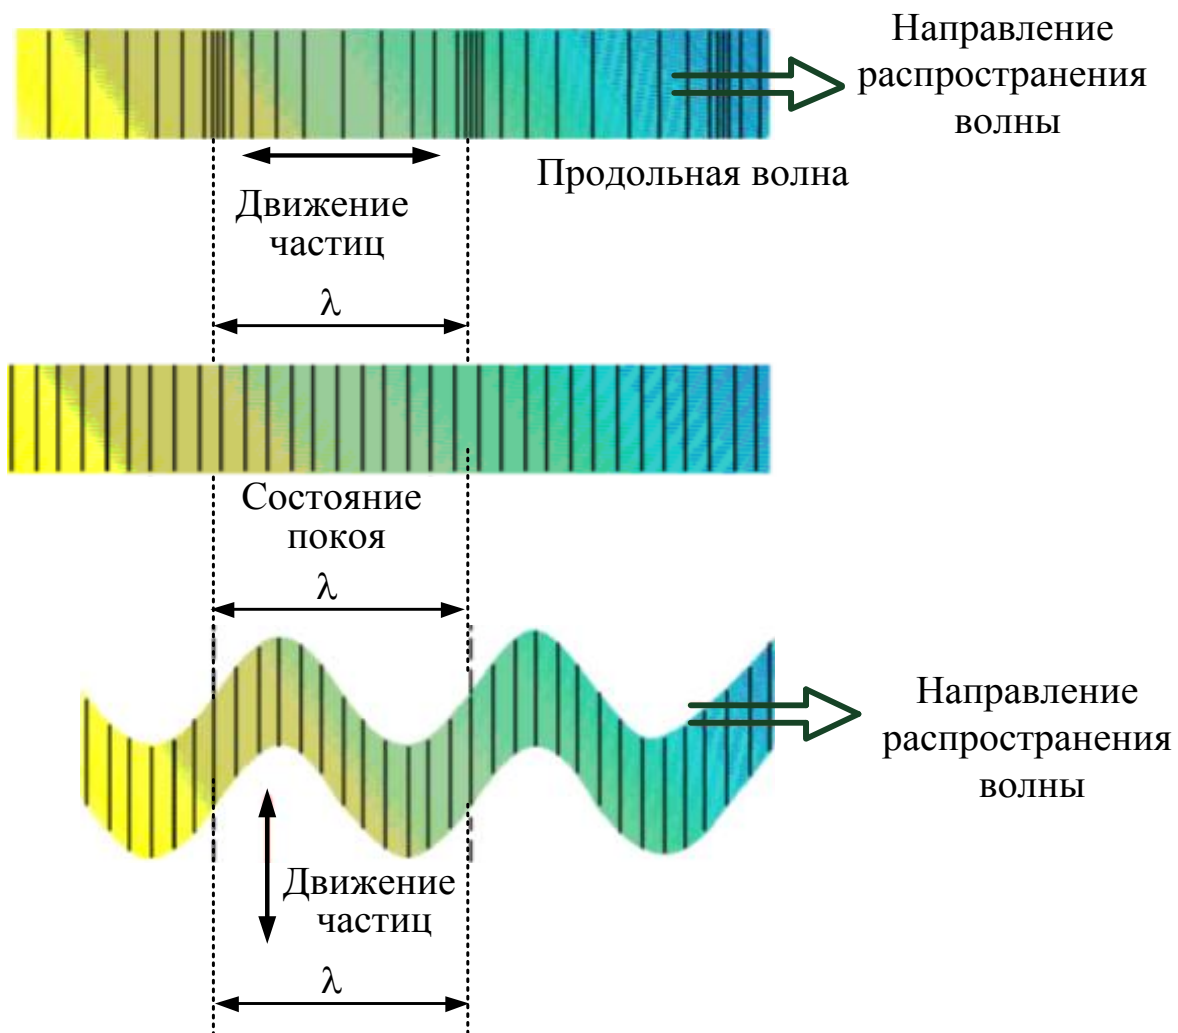 Направление
распространения
волны
Продольная волна
Движение
частиц
λ
Состояние
покоя
λ
Направление
распространения
волны
Движение
частиц
λ